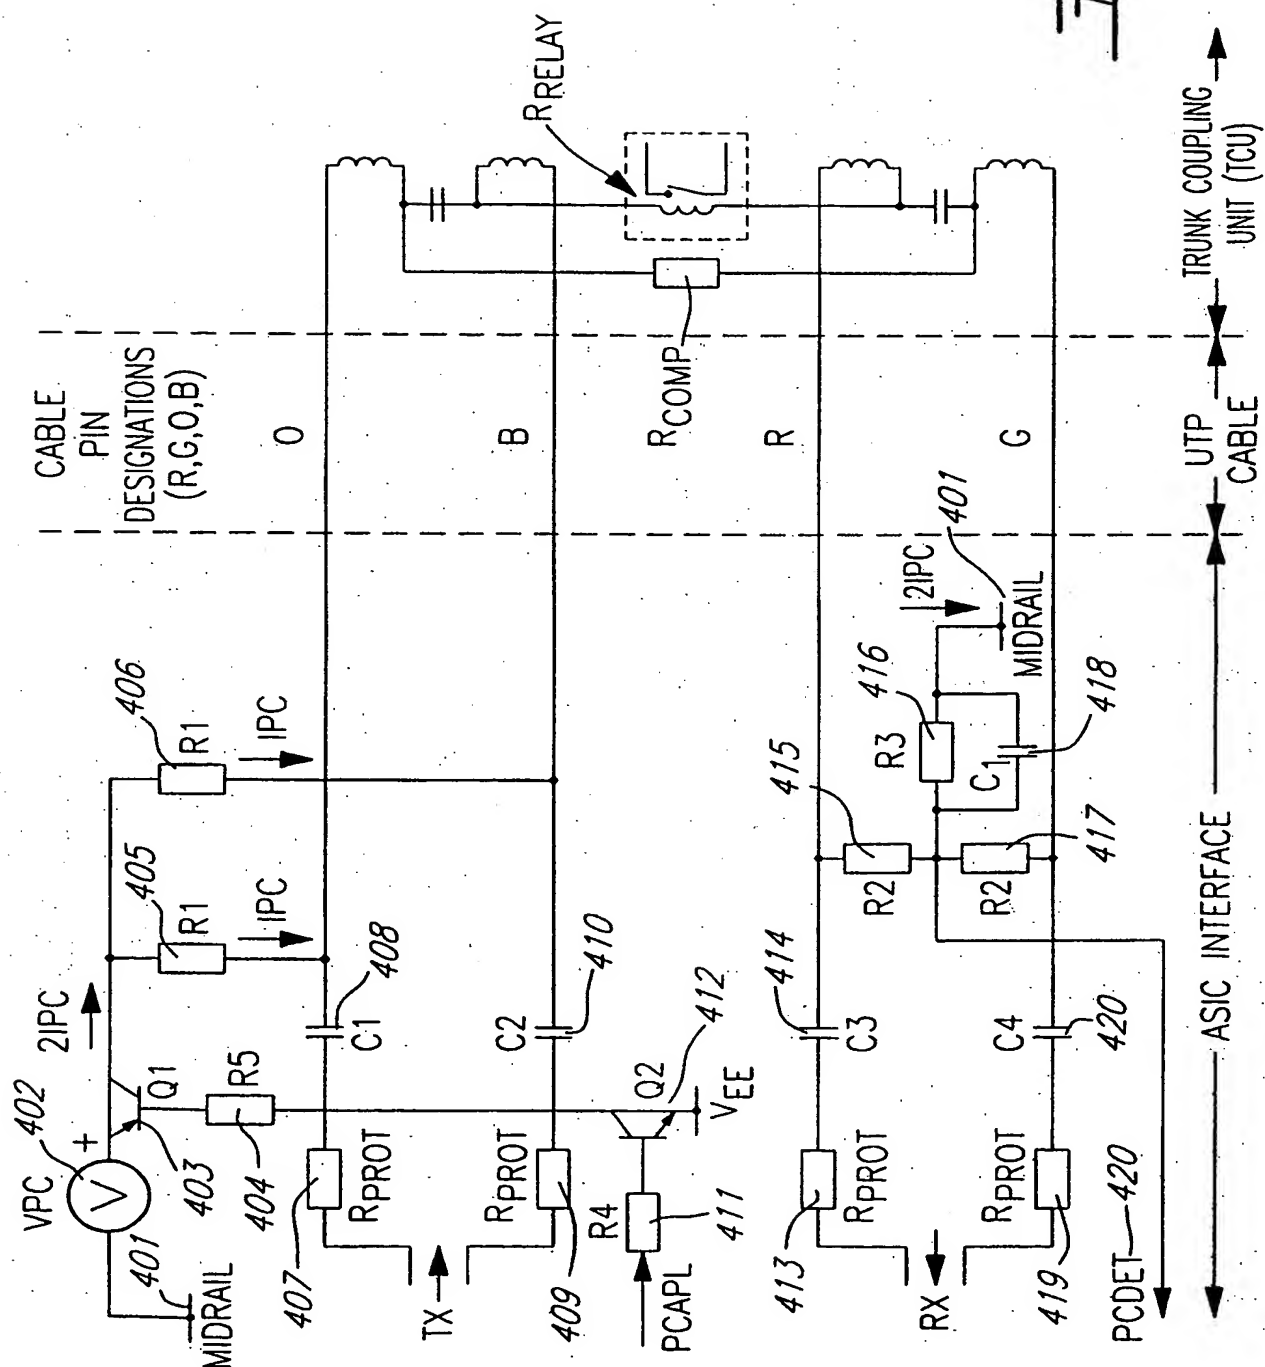 CABLE
PIN
DESIGNATIONS
(R,G,O,B)
O
B
R
G
RRELAY
RCOMP
VPC
402
+
V
401
MIDRAIL
2IPC
Q1
403
R5
404
405
R1
IPC
406
R1
IPC
407
RPROT
C1
408
TX
RPROT
409
C2
410
PCAPL
R4
411
Q2
412
VEE
413
RPROT
C3
414
415
R2
R3
416
C1
418
2IPC
401
MIDRAIL
R2
417
RX
RPROT
419
C4
420
PCDET
420
ASIC INTERFACE
UTP
CABLE
TRUNK COUPLING
UNIT (TCU)